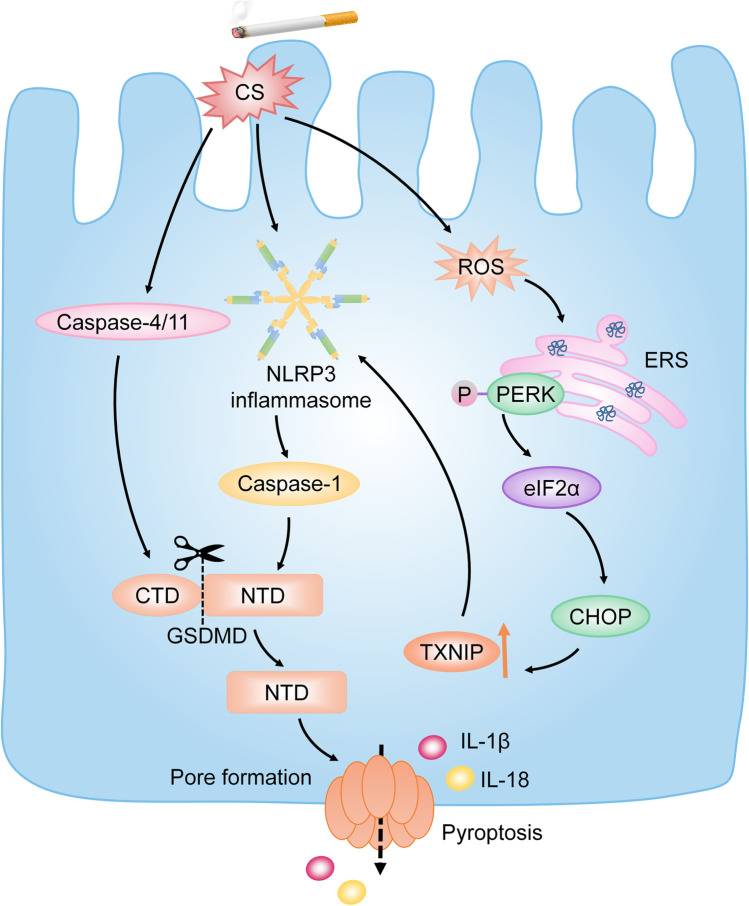 CS
ROS
Caspase-4/11
ERS
NLRP3
inflammasome
P
PERK
Caspase-1
eIF2α
CTD
NTD
CHOP
GSDMD
TXNIP
NTD
IL-1β
Pore formation
IL-18
Pyroptosis